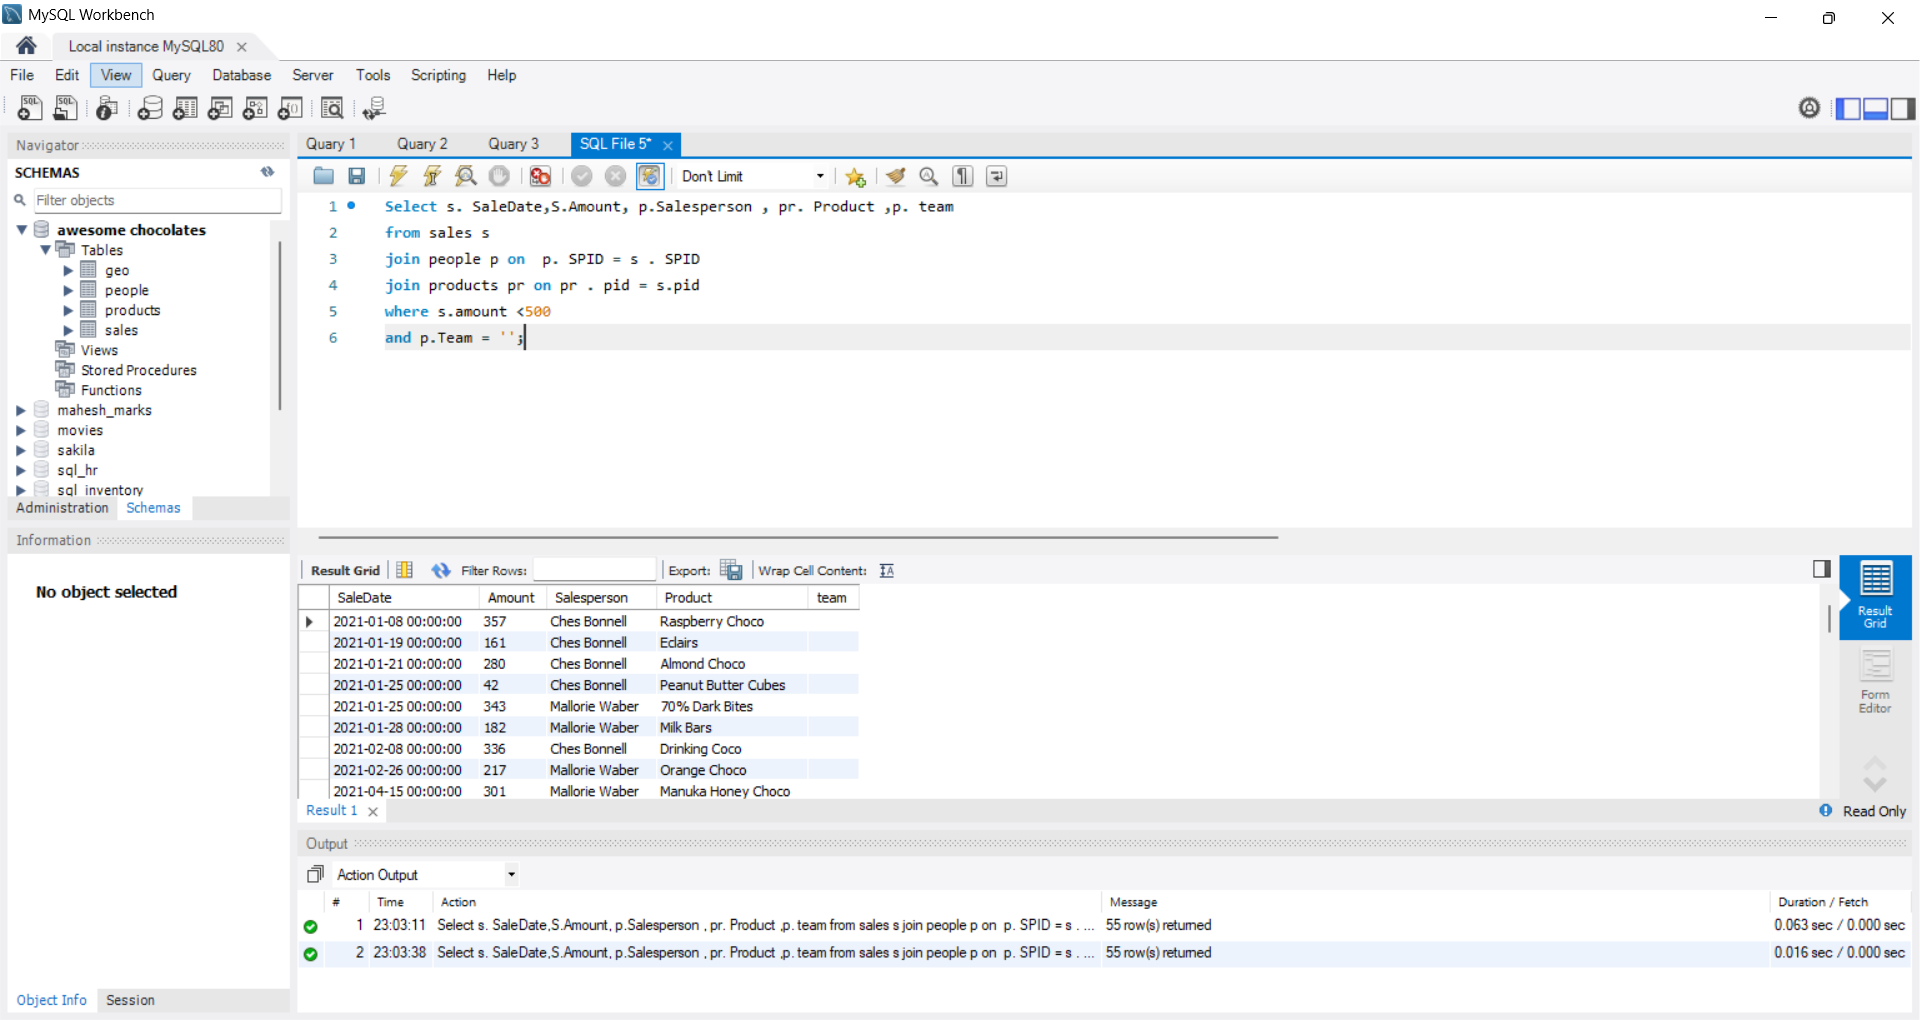 MySQL Workbench
Local instance MySQL80
File Edit View Query Database Server Tools Scripting Help
Navigator
SCHEMAS
Filter objects
awesome chocolates
Tables
geo
people
products
sales
Views
Stored Procedures
Functions
mahesh_marks
movies
sakila
sql_hr
sql_inventory
Administration Schemas
Information
No object selected
Object Info Session
Quary 1 Quary 2 Quary 3 SQL File 5*
Don't Limit
1 Select s. SaleDate,S.Amount, p.Salesperson , pr. Product ,p. team
2 from sales s
3 join people p on  p. SPID = s . SPID
4 join products pr on pr . pid = s.pid
5 where s.amount <500
6 and p.Team = '';
Result Grid Filter Rows: Export: Wrap Cell Content:
SaleDate Amount Salesperson Product team
2021-01-08 00:00:00 357 Ches Bonnell Raspberry Choco
2021-01-19 00:00:00 161 Ches Bonnell Eclairs
2021-01-21 00:00:00 280 Ches Bonnell Almond Choco
2021-01-25 00:00:00 42 Ches Bonnell Peanut Butter Cubes
2021-01-25 00:00:00 343 Mallorie Waber 70% Dark Bites
2021-01-28 00:00:00 182 Mallorie Waber Milk Bars
2021-02-08 00:00:00 336 Ches Bonnell Drinking Coco
2021-02-26 00:00:00 217 Mallorie Waber Orange Choco
2021-04-15 00:00:00 301 Mallorie Waber Manuka Honey Choco
Result
Grid
Form
Editor
Result 1 Read Only
Output
Action Output
# Time Action Message Duration / Fetch
1 23:03:11 Select s. SaleDate,S.Amount, p.Salesperson , pr. Product ,p. team from sales s join people p on  p. SPID = s . ... 55 row(s) returned 0.063 sec / 0.000 sec
2 23:03:38 Select s. SaleDate,S.Amount, p.Salesperson , pr. Product ,p. team from sales s join people p on  p. SPID = s . ... 55 row(s) returned 0.016 sec / 0.000 sec